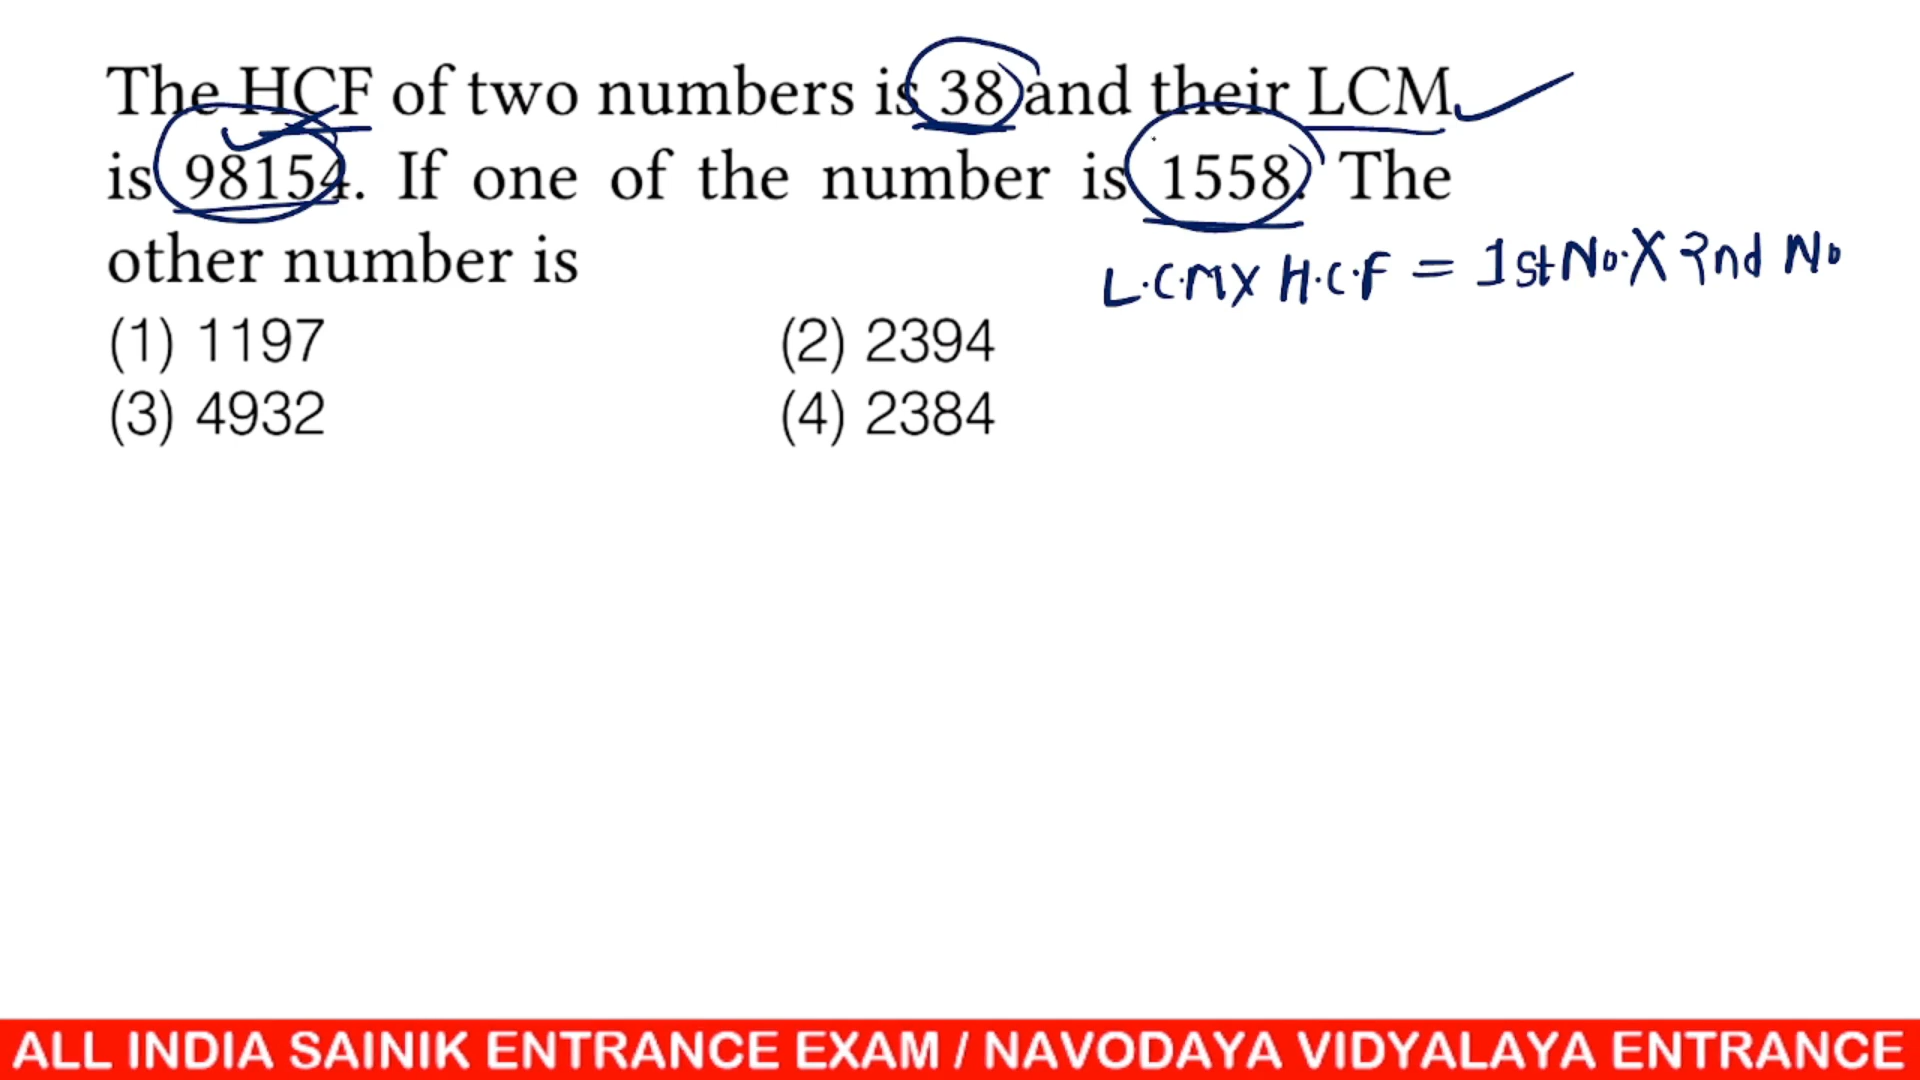 The HCF of two numbers is 38 and their LCM
is 98154. If one of the number is 1558. The
other number is
L.C.M X H.C.F = 1st No. X 2nd No
(1) 1197 (2) 2394
(3) 4932 (4) 2384
ALL INDIA SAINIK ENTRANCE EXAM / NAVODAYA VIDYALAYA ENTRANCE